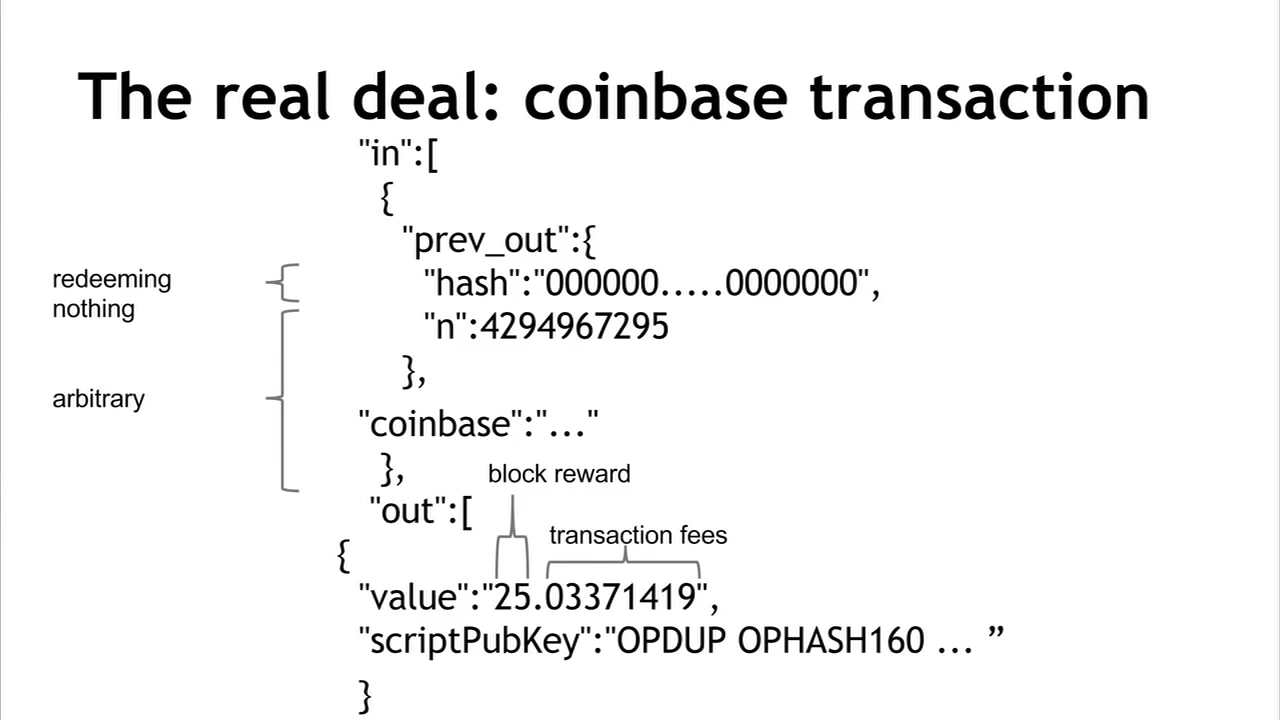 The real deal: coinbase transaction
"in":[
{
"prev_out":{
redeeming
nothing
"hash":"000000.....0000000",
"n":4294967295
},
arbitrary
"coinbase":"..."
},
block reward
"out":[
transaction fees
{
"value":"25.03371419",
"scriptPubKey":"OPDUP OPHASH160 ... ”
}